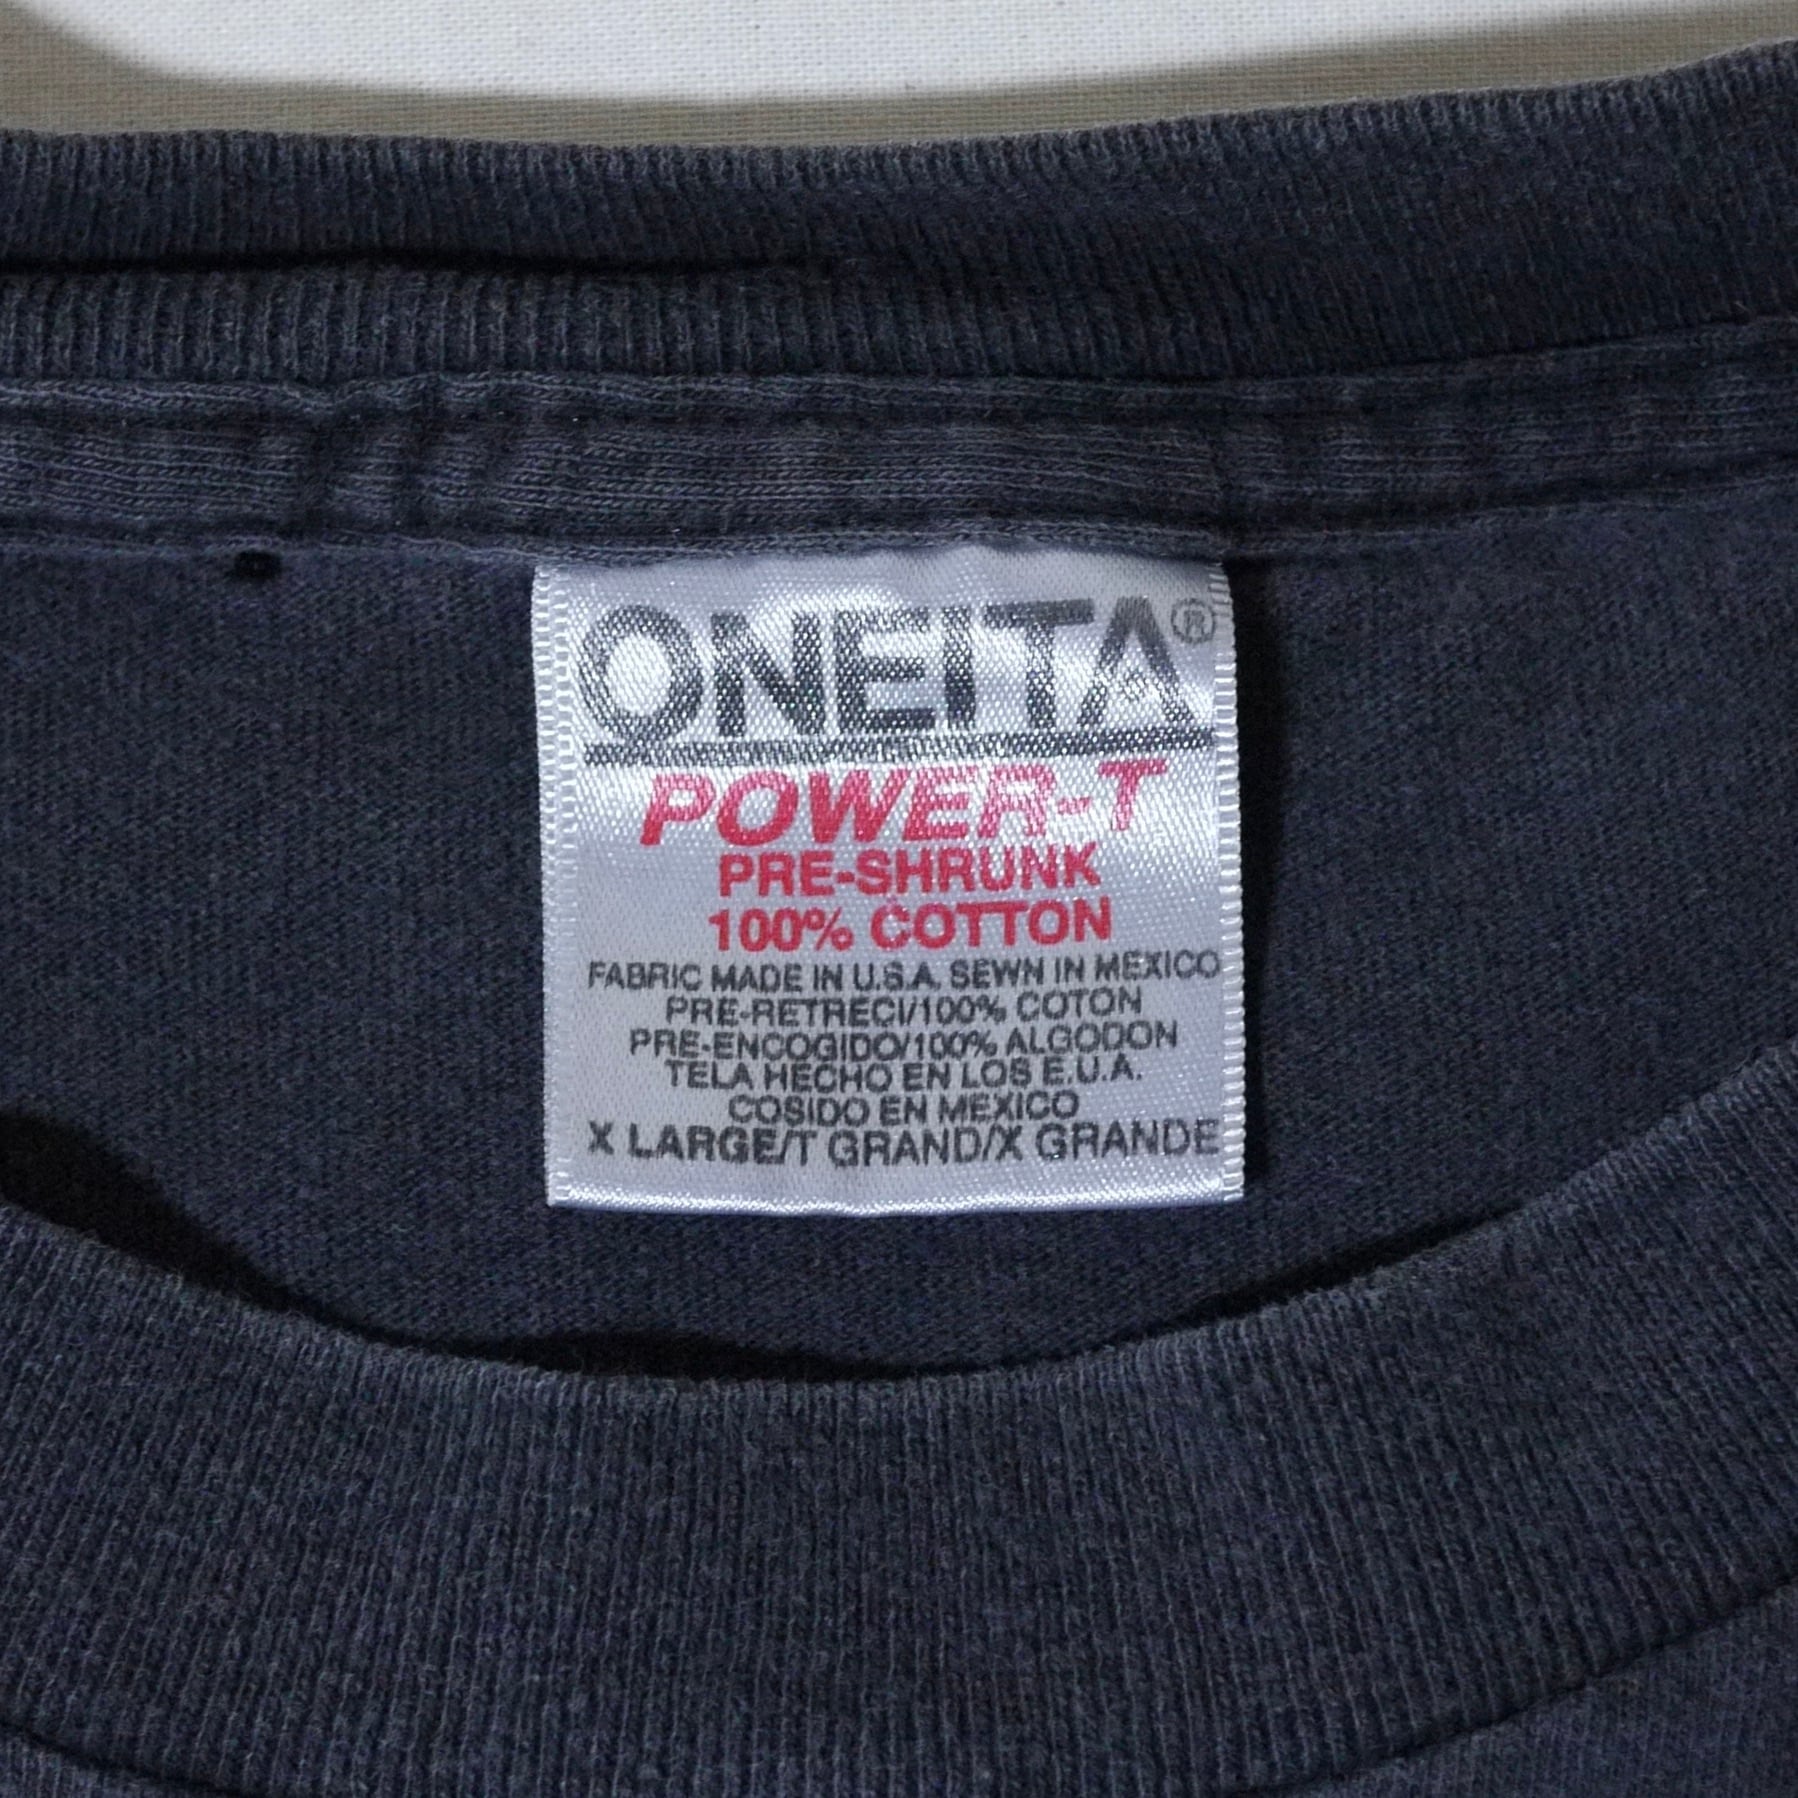 ONEITA®
POWER-T
PRE-SHRUNK
100% COTTON
FABRIC MADE IN U.S.A. SEWN IN MEXICO
PRE-RETRECI/100% COTON
PRE-ENCOGIDO/100% ALGODON
TELA HECHO EN LOS E.U.A.
COSIDO EN MEXICO
X LARGE/T GRAND/X GRANDE